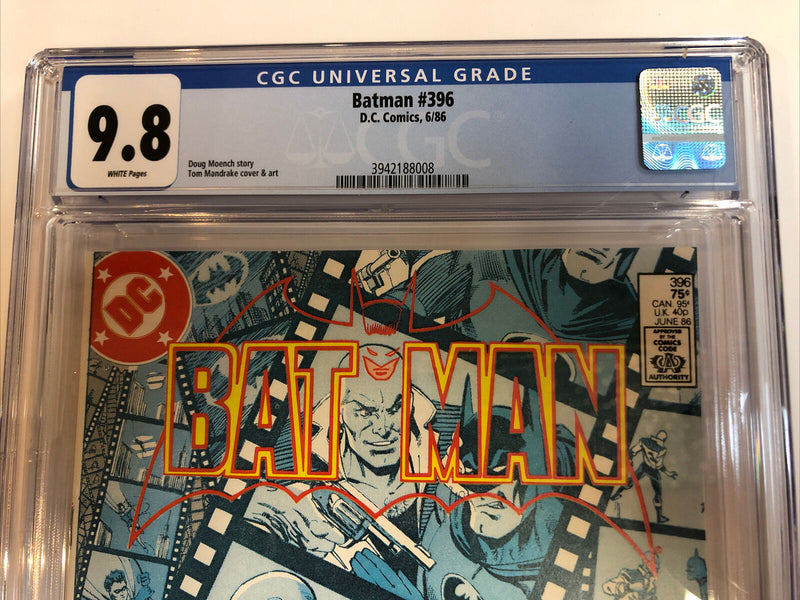 CGC UNIVERSAL GRADE
9.8
WHITE Pages
Batman #396
D.C. Comics, 6/86
Doug Moench story
Tom Mandrake cover & art
3942188008
CGC
CGC
DC
396
75¢
CAN. 95¢
U.K. 40p
JUNE 86
APPROVED
BY THE
COMICS
CODE
AUTHORITY
BATMAN